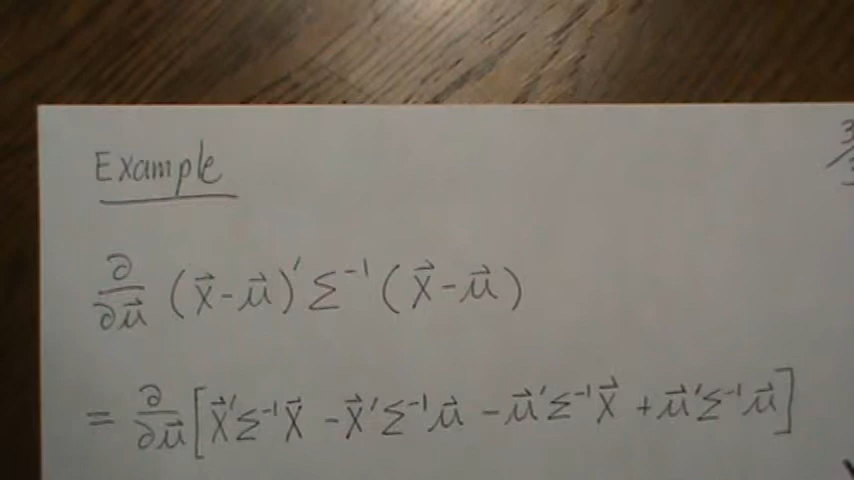 Example
∂/∂μ⃗ (x⃗-μ⃗)′Σ⁻¹(x⃗-μ⃗)
= ∂/∂μ⃗ [x⃗′Σ⁻¹x⃗ - x⃗′Σ⁻¹μ⃗ - μ⃗′Σ⁻¹x⃗ + μ⃗′Σ⁻¹μ⃗]